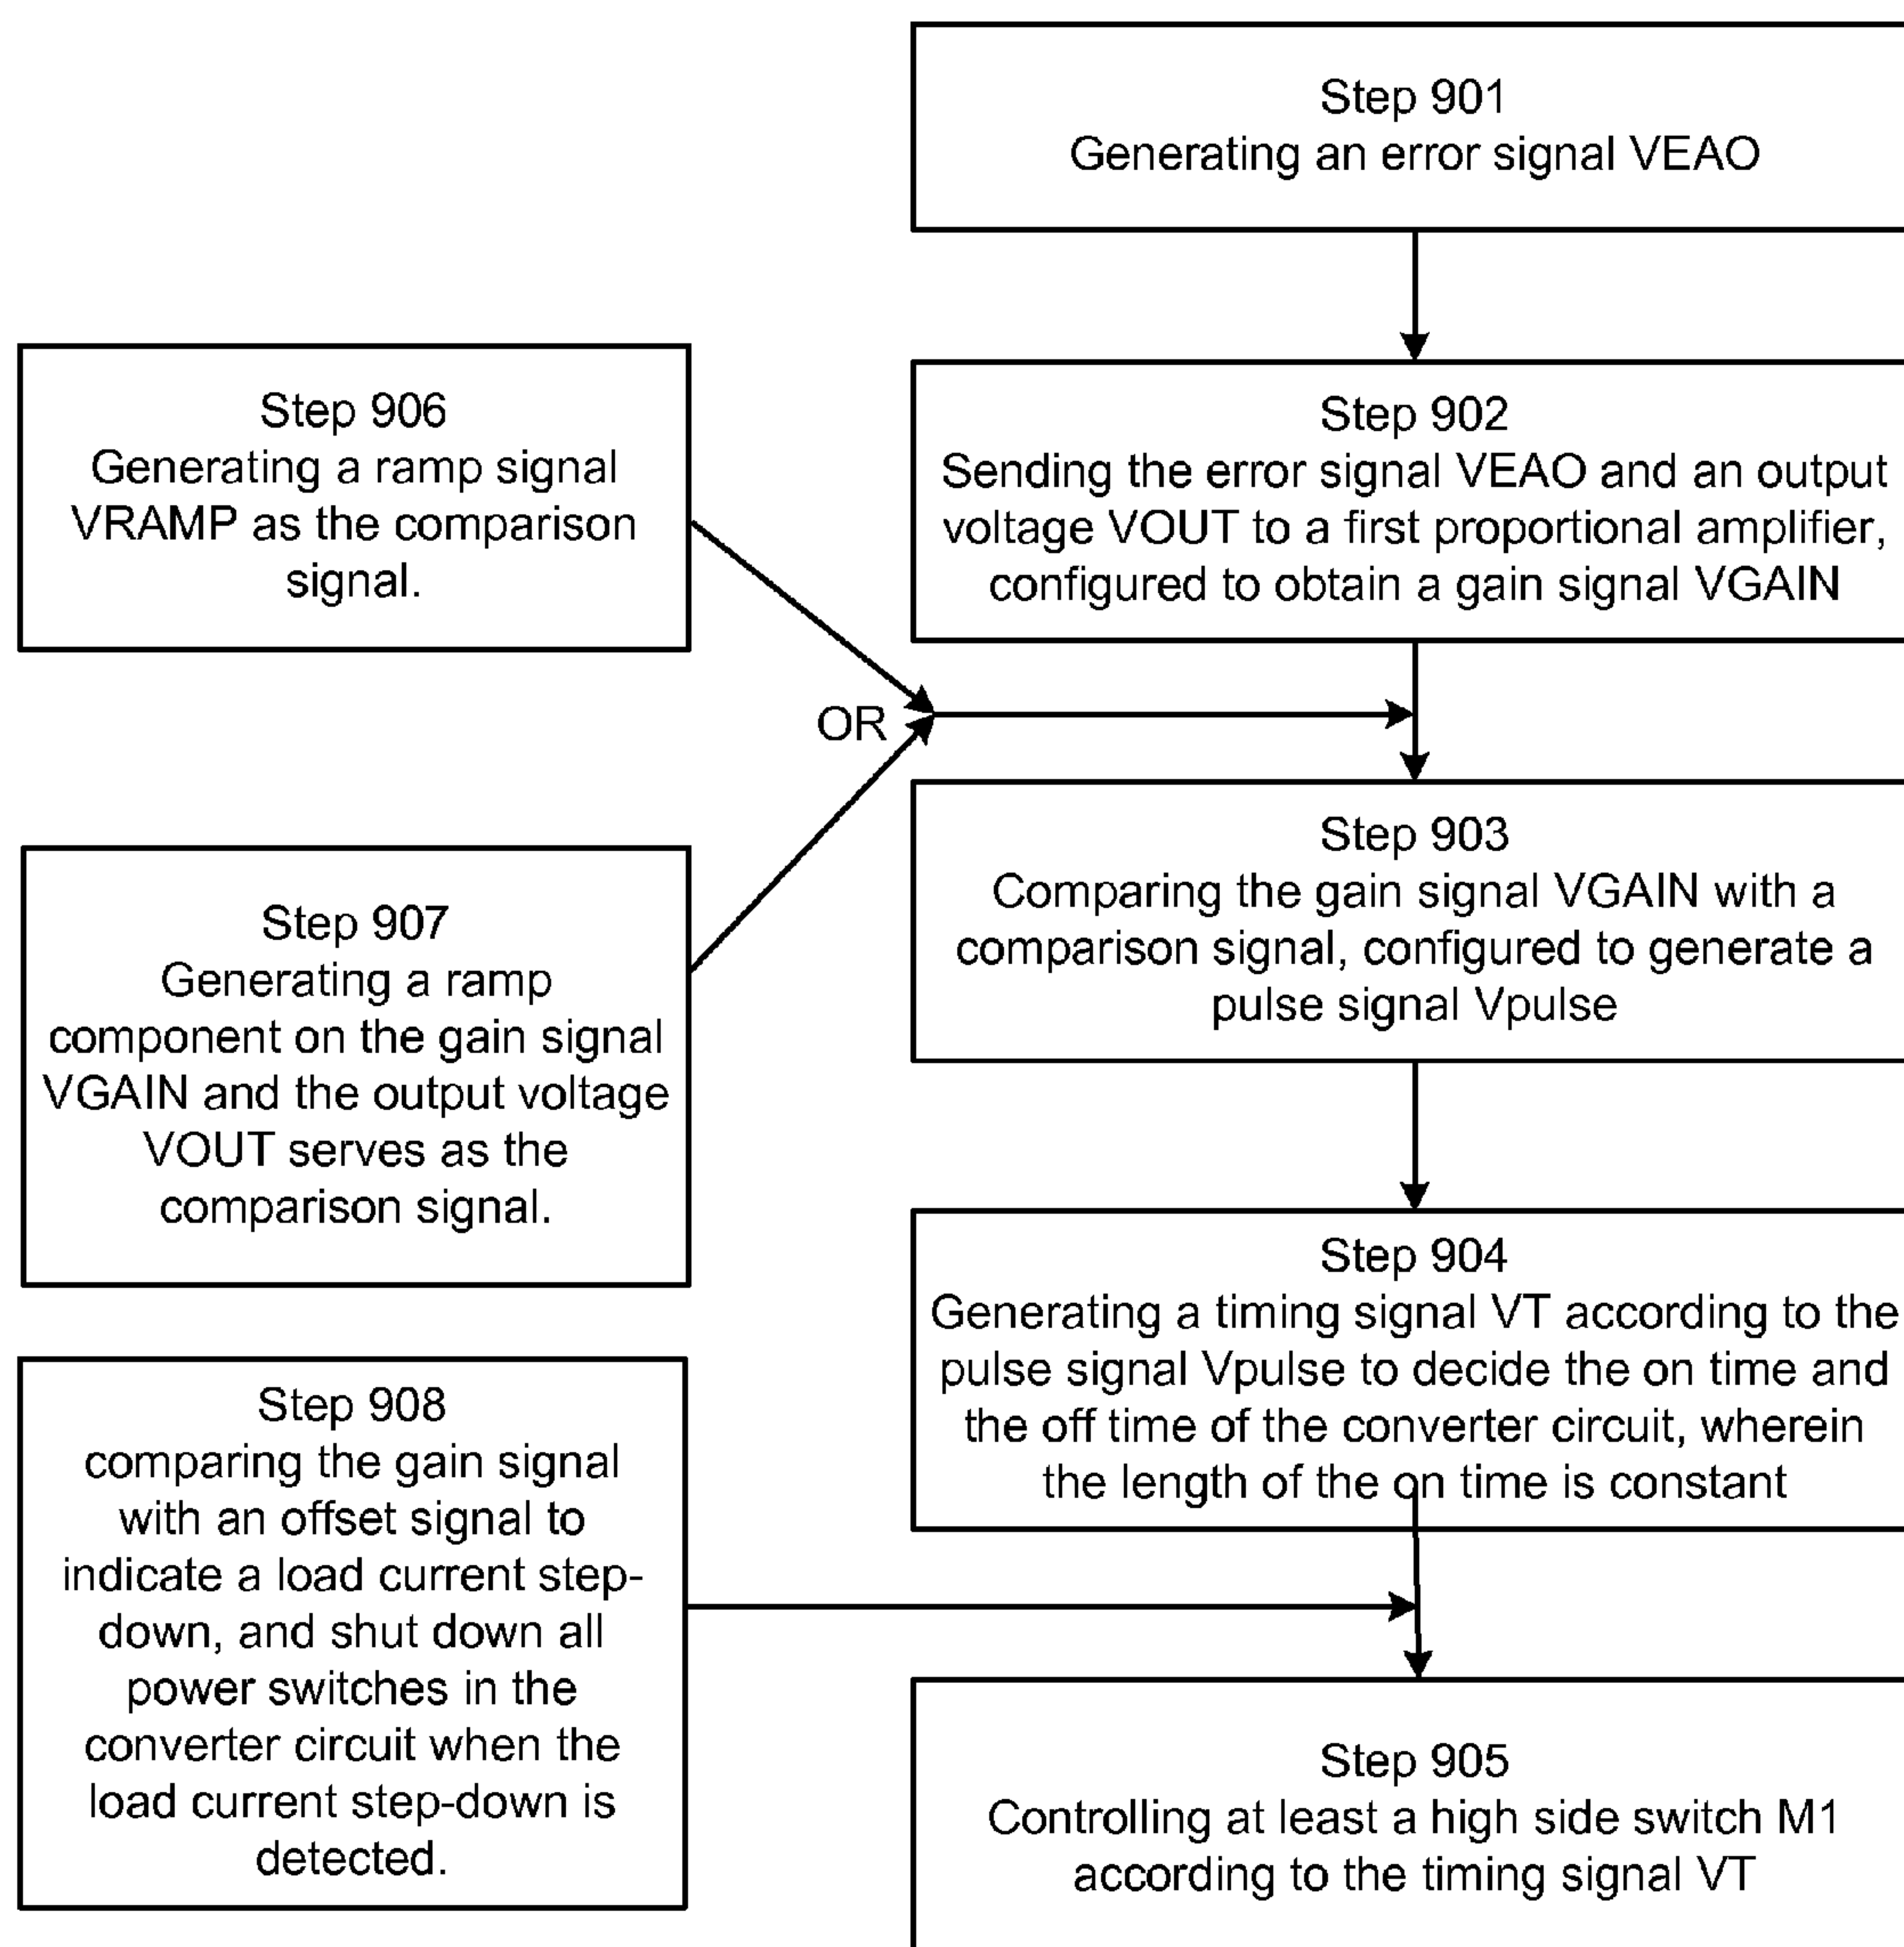 Step 901
Generating an error signal VEAO
Step 906
Generating a ramp signal
VRAMP as the comparison
signal.
Step 902
Sending the error signal VEAO and an output
voltage VOUT to a first proportional amplifier,
configured to obtain a gain signal VGAIN
OR
Step 907
Generating a ramp
component on the gain signal
VGAIN and the output voltage
VOUT serves as the
comparison signal.
Step 903
Comparing the gain signal VGAIN with a
comparison signal, configured to generate a
pulse signal Vpulse
Step 904
Generating a timing signal VT according to the
pulse signal Vpulse to decide the on time and
the off time of the converter circuit, wherein
the length of the on time is constant
Step 908
comparing the gain signal
with an offset signal to
indicate a load current step-
down, and shut down all
power switches in the
converter circuit when the
load current step-down is
detected.
Step 905
Controlling at least a high side switch M1
according to the timing signal VT